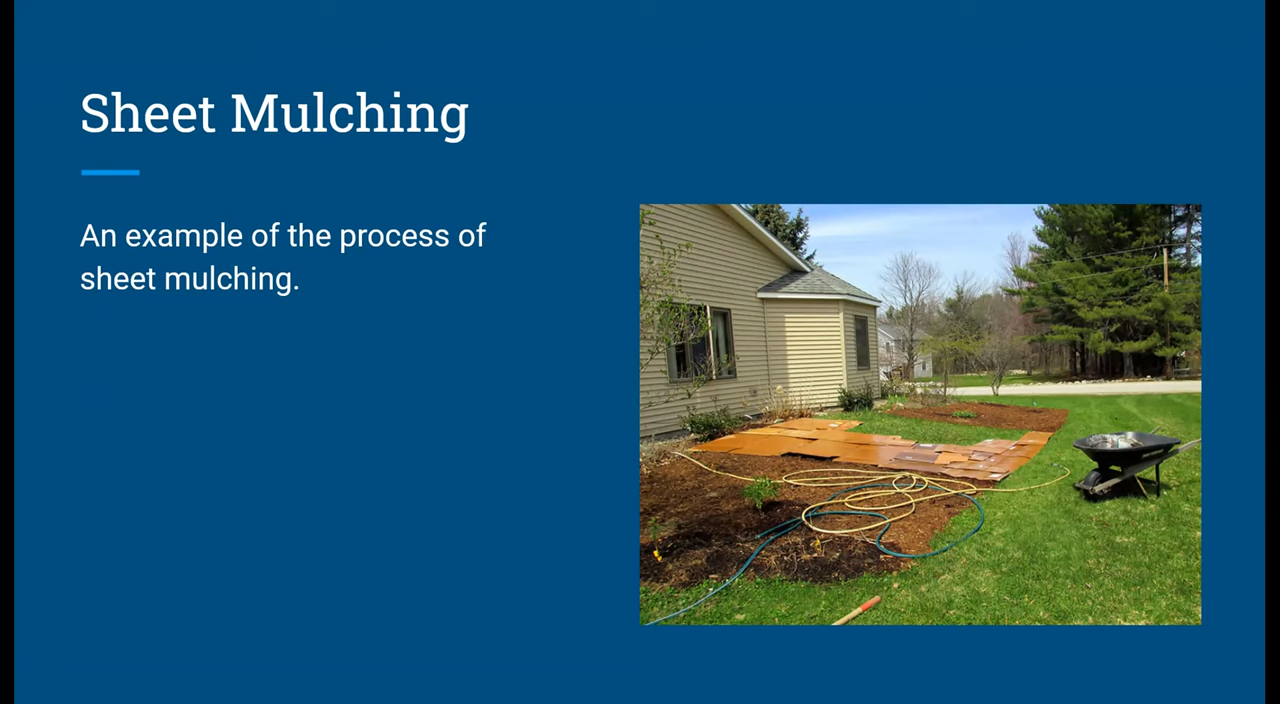 Sheet Mulching
An example of the process of
sheet mulching.